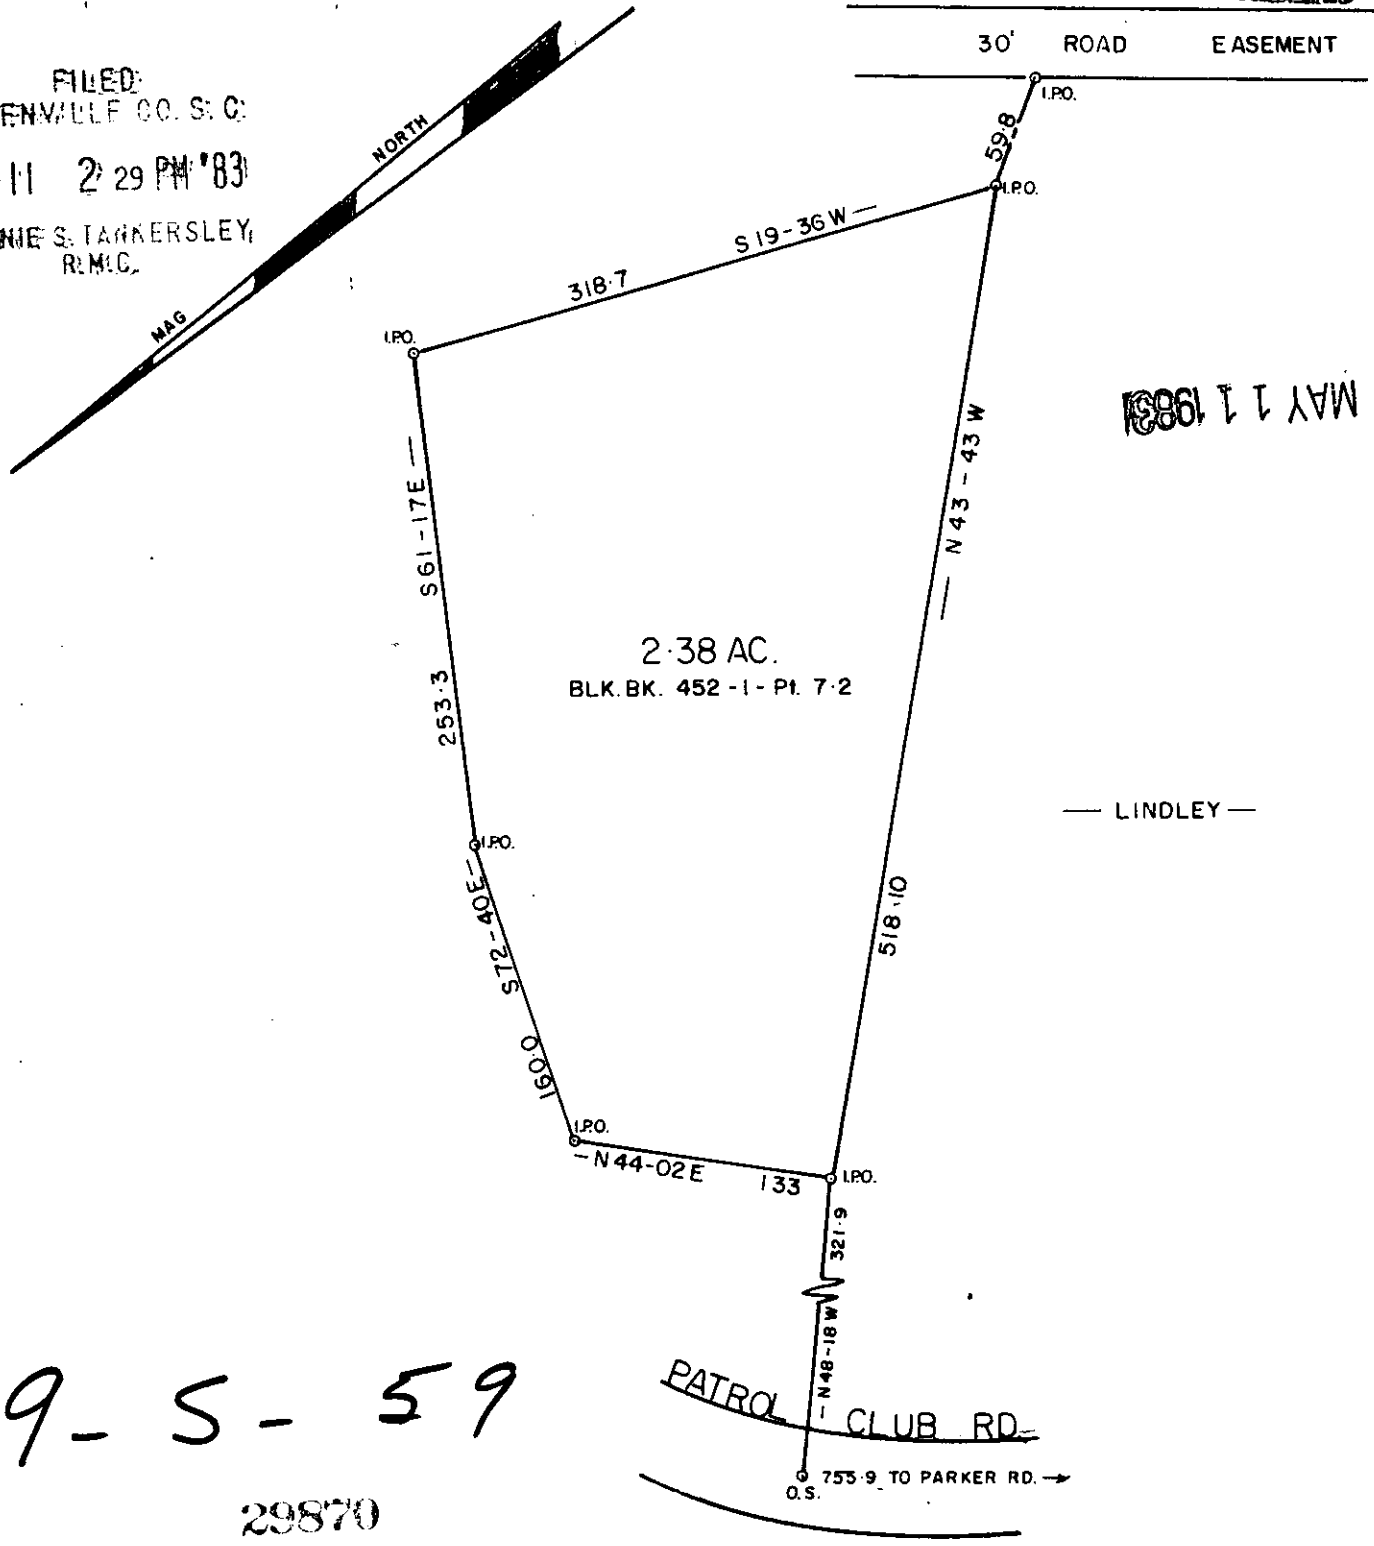 30' ROAD EASEMENT
FILED
ENVILLE CO. S. C.
11 2 29 PM '83
NIE S. TANKERSLEY
R.M.C.
MAG NORTH
I.P.O.
59.8
I.P.O.
S 19-36 W —
318.7
I.P.O.
MAY 11 1983
— N 43 - 43 W
S 61 - 17 E —
253.3
2.38 AC.
BLK. BK. 452 - 1 - Pt. 7.2
— LINDLEY —
I.P.O.
S 72 - 40 E —
160.0
518.10
I.P.O.
— N 44-02 E 133
I.P.O.
321.9
— N 48 - 18 W
PATROL CLUB RD.
755.9 TO PARKER RD. →
O.S.
9 - S - 59
29870